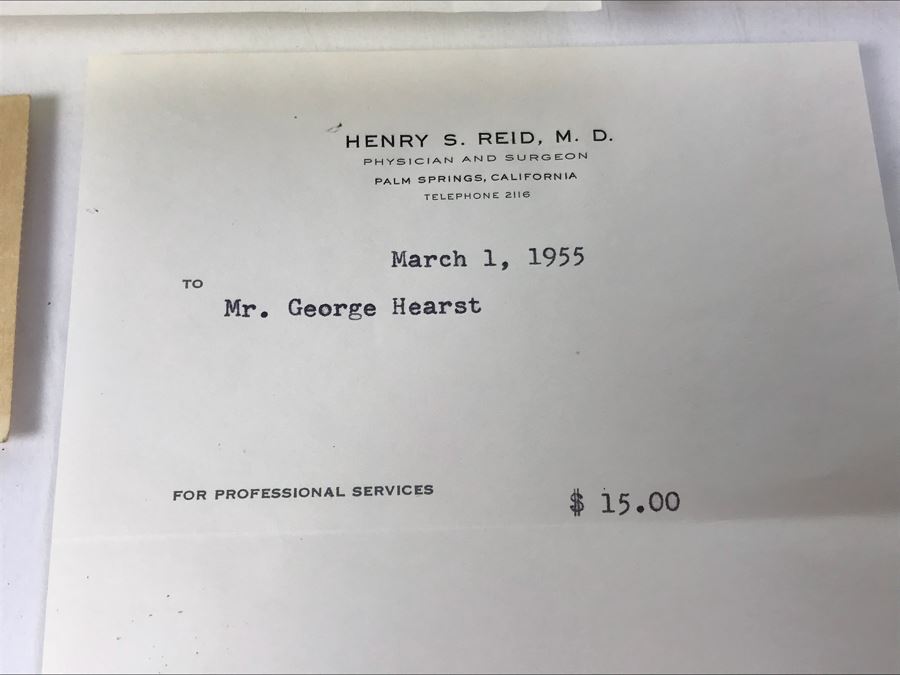 HENRY S. REID, M. D.
PHYSICIAN AND SURGEON
PALM SPRINGS, CALIFORNIA
TELEPHONE 2116
March 1, 1955
TO
Mr. George Hearst
FOR PROFESSIONAL SERVICES
$ 15.00